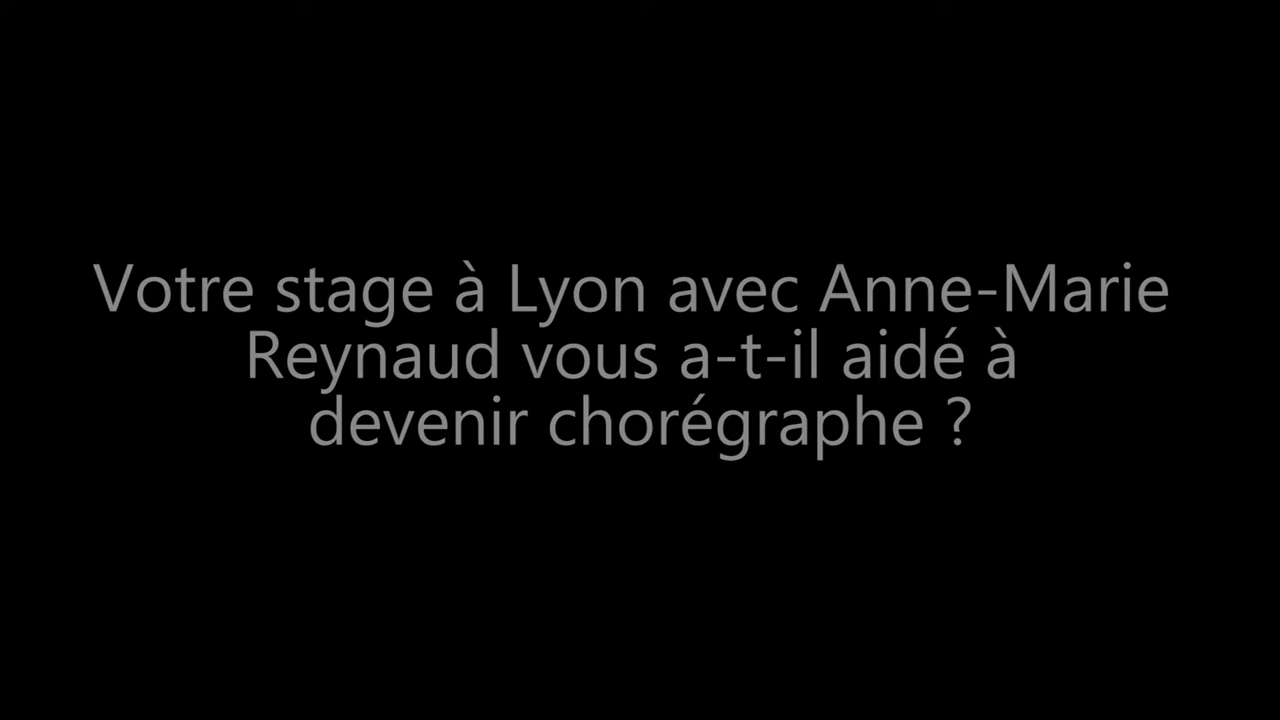 Votre stage à Lyon avec Anne-Marie
Reynaud vous a-t-il aidé à
devenir chorégraphe ?